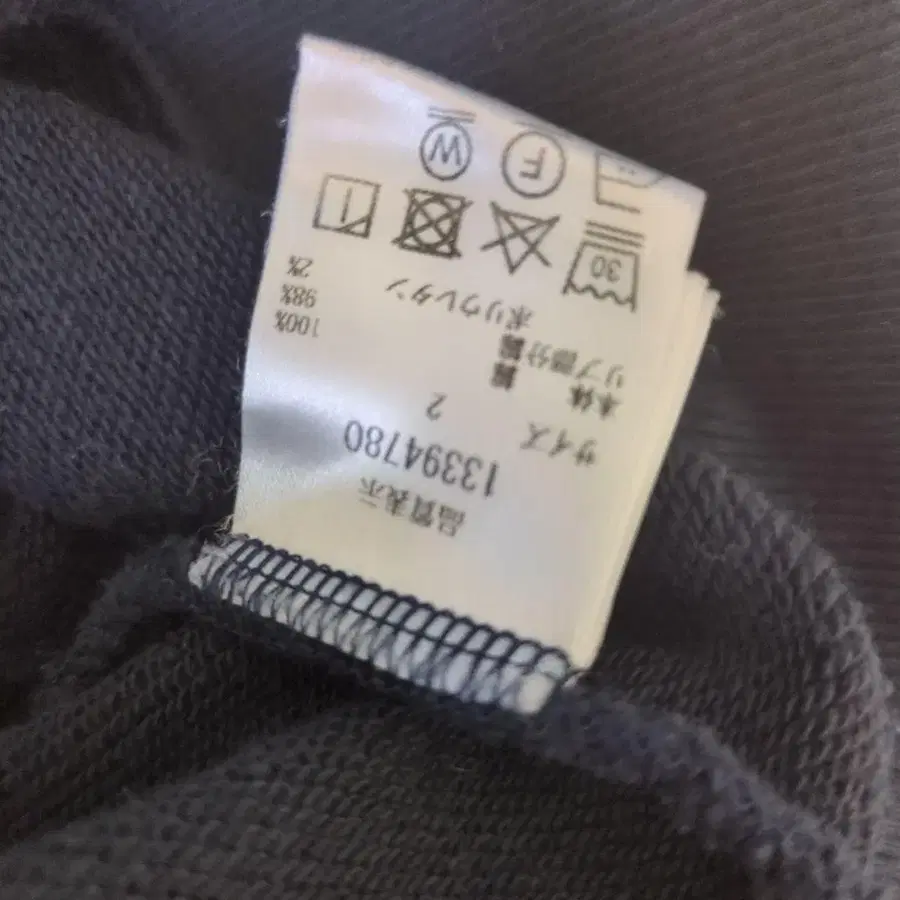 品質表示
13394780
サイズ 2
本体 綿 100%
リブ部分 綿 98%
ポリウレタン 2%
30
F W